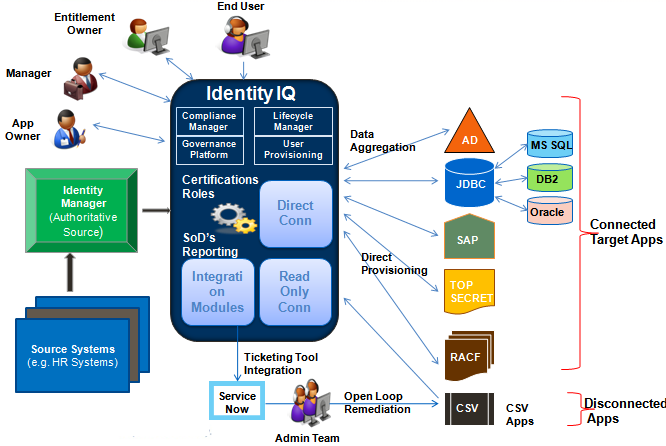 Entitlement
Owner
End User
Manager
App
Owner
Identity IQ
Compliance
Manager
Lifecycle
Manager
Governance
Platform
User
Provisioning
Certifications
Roles
Direct
Conn
SoD's
Reporting
Integrati
on
Modules
Read
Only
Conn
Identity
Manager
(Authoritative
Source)
Source Systems
(e.g. HR Systems)
Data
Aggregation
AD
JDBC
MS SQL
DB2
Oracle
SAP
Direct
Provisioning
TOP
SECRET
RACF
Connected
Target Apps
Ticketing Tool
Integration
Service
Now
Admin Team
Open Loop
Remediation
CSV
CSV
Apps
Disconnected
Apps